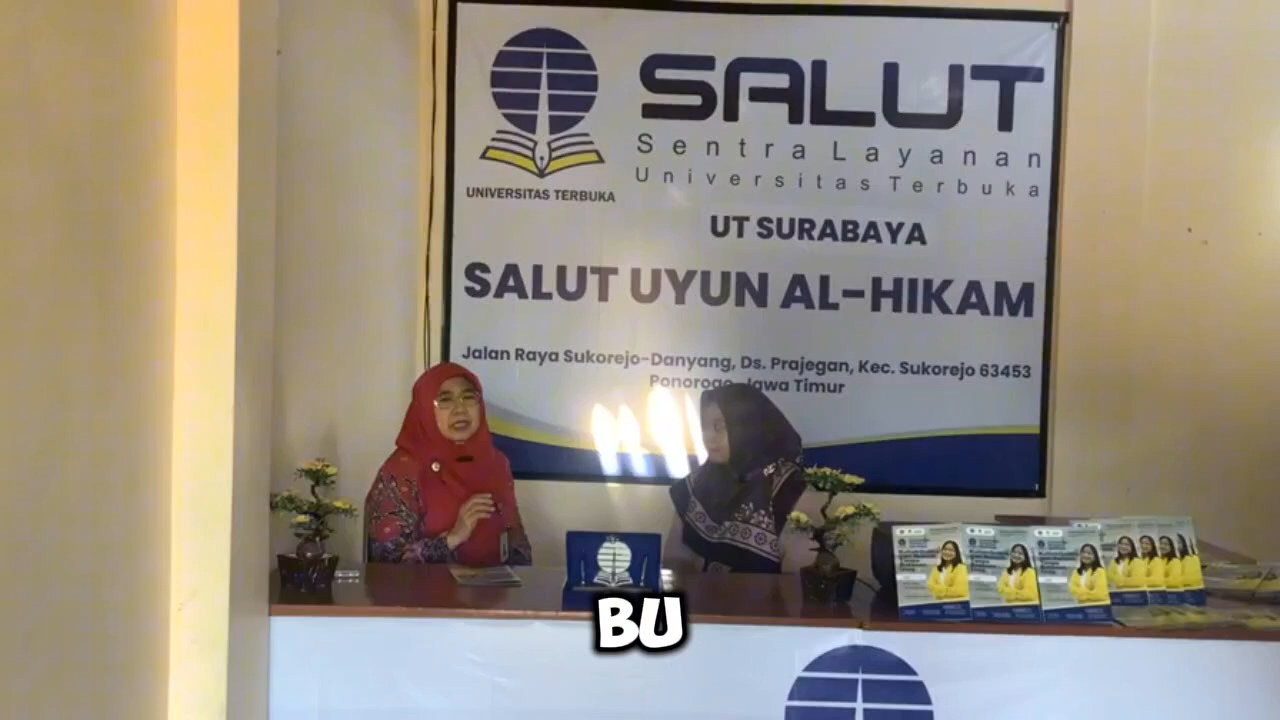 SALUT
Sentra Layanan
Universitas Terbuka
UNIVERSITAS TERBUKA
UT SURABAYA
SALUT UYUN AL-HIKAM
Jalan Raya Sukorejo-Danyang, Ds. Prajegan, Kec. Sukorejo 63453
Ponorogo, Jawa Timur
BU